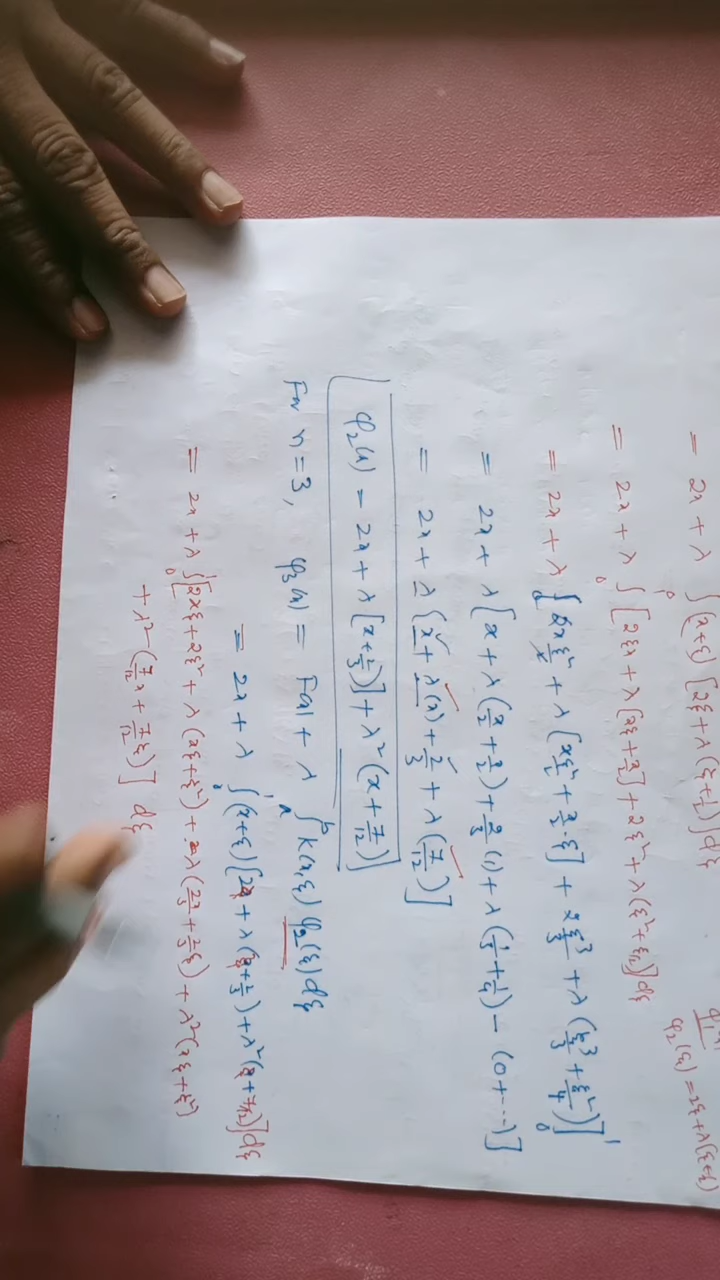 = 2x + λ ∫₀¹ (x+ξ) [2ξ + λ(ξ+½)] dξ
φ₂(ξ) = 2ξ + λ(ξ+
= 2x + λ ∫₀¹ [2ξx + λ[xξ + x/2] + 2ξ² + λ(ξ² + ξ/2)] dξ
= 2x + λ [2x ξ²/2 + λ[x ξ²/2 + x/2 · ξ] + 2ξ³/3 + λ(ξ³/3 + ξ²/4)]₀¹
= 2x + λ[x + λ(x/2 + x/2) + 2/3 (1) + λ(1/3 + 1/4) − (0+...)]
= 2x + λ[x + λ(x) + 2/3 + λ(7/12)]
φ₂(x) − 2x + λ[x + 2/3] + λ²(x + 7/12)
For n=3, φ₃(x) = F(x) + λ ∫ₐᵇ K(x,ξ) φ₂(ξ) dξ
= 2x + λ ∫₀¹ (x+ξ)[2ξ + λ(ξ + 2/3) + λ²(ξ + 7/12)] dξ
= 2x + λ ∫₀¹ [2xξ + 2ξ² + λ(xξ + ξ²) + λ(2x/3 + 2/3 ξ) + λ²(xξ + ξ²)
+ λ²(7/12 x + 7/12 ξ)] dξ